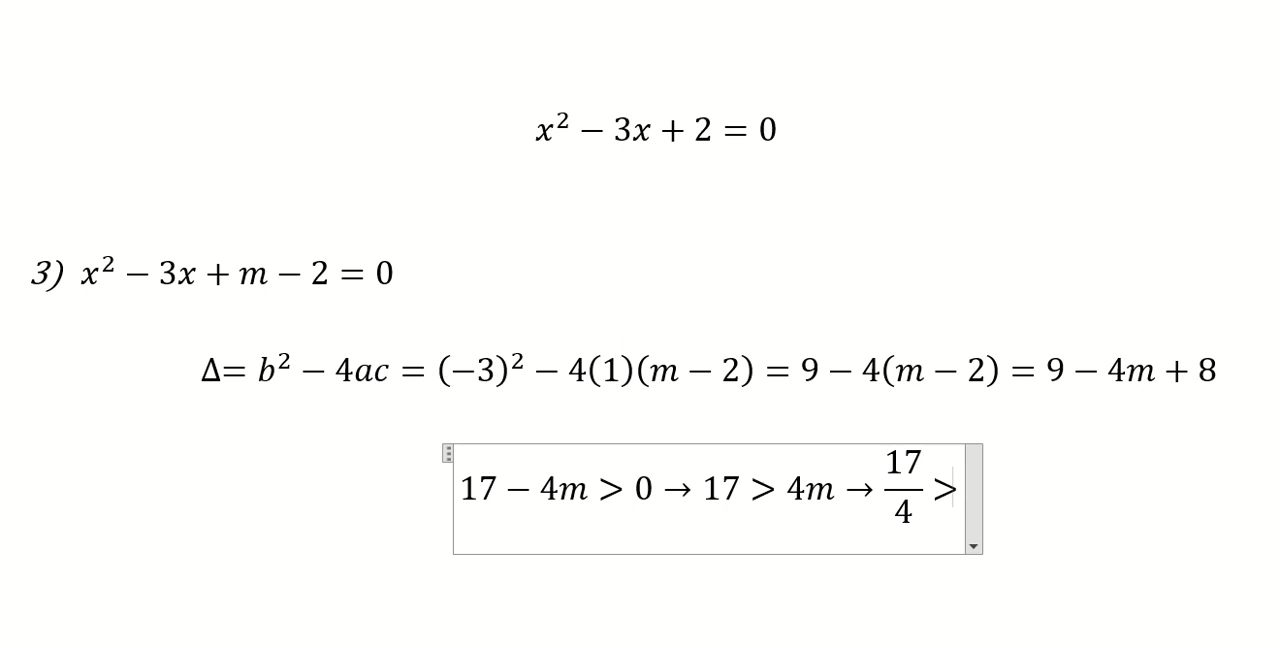 x² − 3x + 2 = 0
3) x² − 3x + m − 2 = 0
Δ= b² − 4ac = (−3)² − 4(1)(m − 2) = 9 − 4(m − 2) = 9 − 4m + 8
17 − 4m > 0 → 17 > 4m → 17/4 >